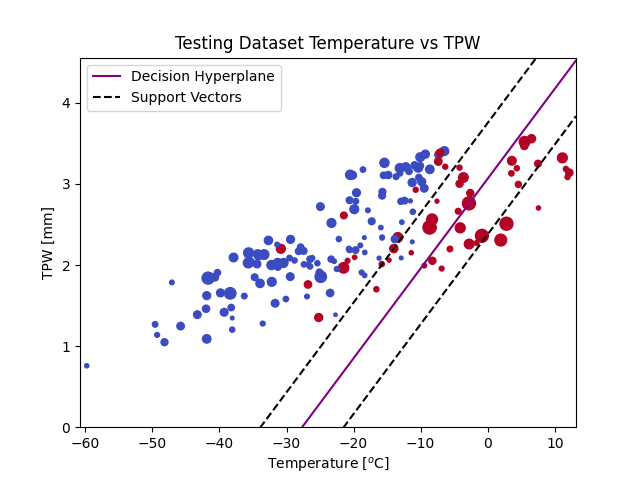 Testing Dataset Temperature vs TPW
Decision Hyperplane
Support Vectors
TPW [mm]
4
3
2
1
0
−60 −50 −40 −30 −20 −10 0 10
Temperature [°C]